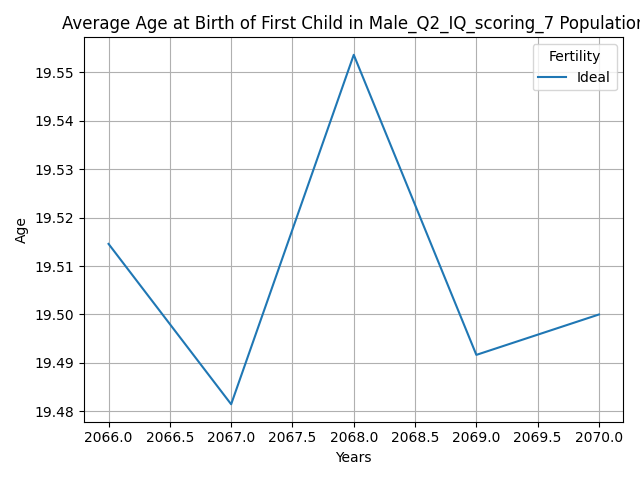 Average Age at Birth of First Child in Male_Q2_IQ_scoring_7 Population
Fertility
Ideal
19.55
19.54
19.53
19.52
19.51
19.50
19.49
19.48
Age
2066.0 2066.5 2067.0 2067.5 2068.0 2068.5 2069.0 2069.5 2070.0
Years